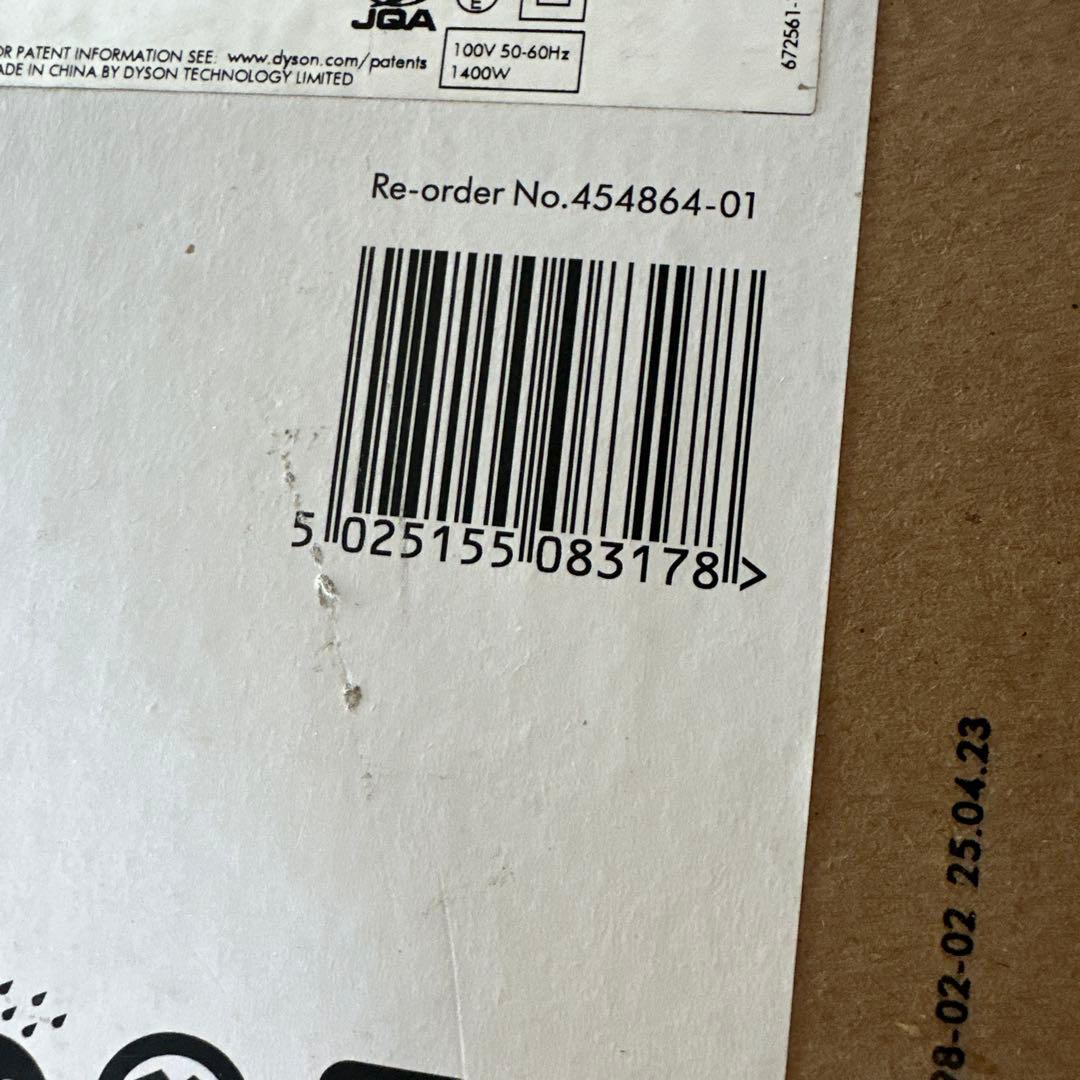 JQA
E
OR PATENT INFORMATION SEE: www.dyson.com/patents
ADE IN CHINA BY DYSON TECHNOLOGY LIMITED
100V 50-60Hz
1400W
672561-
Re-order No.454864-01
5 025155 083178 >
98-02-02 25.04.23